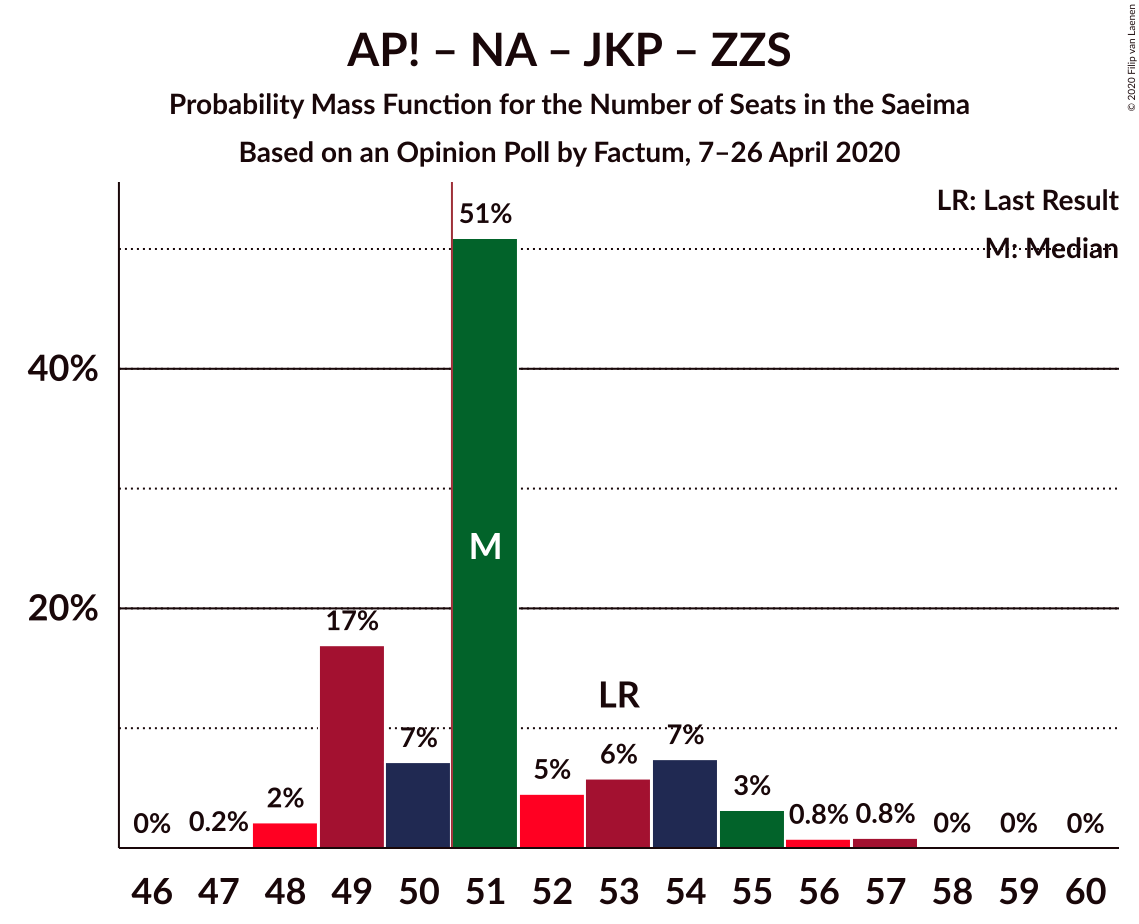 AP! – NA – JKP – ZZS
Probability Mass Function for the Number of Seats in the Saeima
Based on an Opinion Poll by Factum, 7–26 April 2020
© 2020 Filip van Laenen
LR: Last Result
M: Median
51%
40%
M
20%
17%
LR
7%
7%
6%
5%
3%
2%
0%
0.2%
0.8%
0.8%
0%
0%
0%
46 47 48 49 50 51 52 53 54 55 56 57 58 59 60